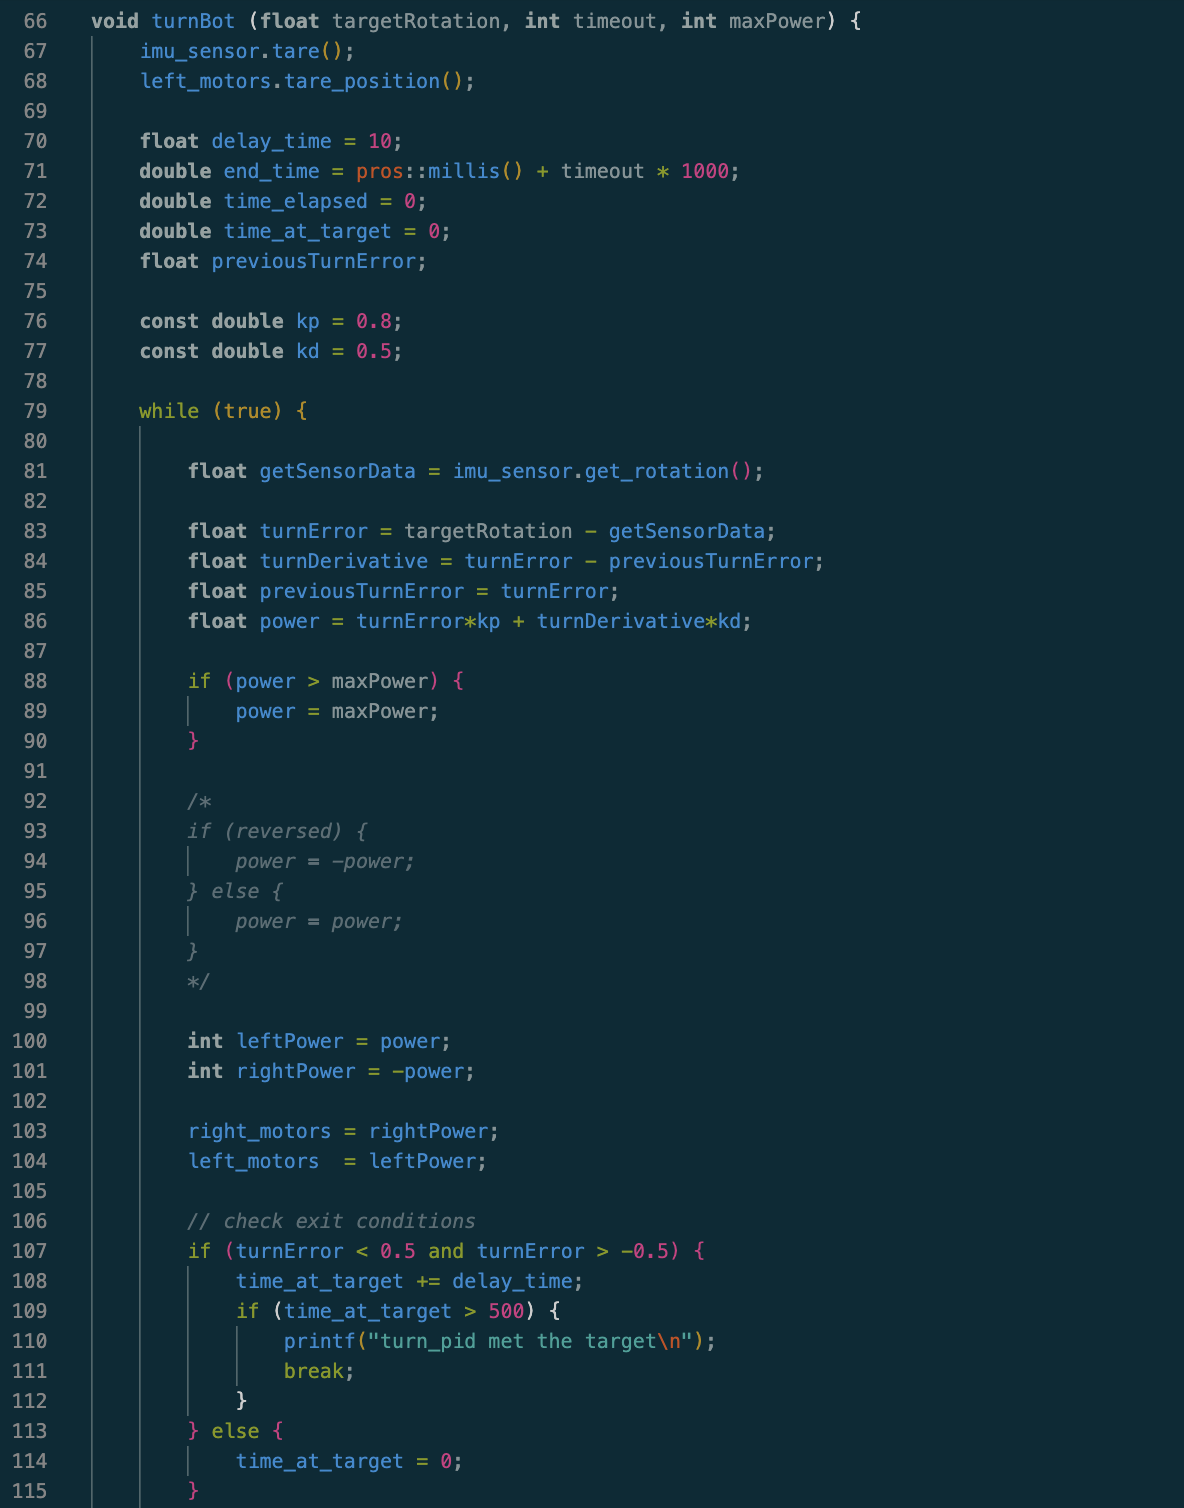 66 void turnBot (float targetRotation, int timeout, int maxPower) {
67     imu_sensor.tare();
68     left_motors.tare_position();
69
70     float delay_time = 10;
71     double end_time = pros::millis() + timeout * 1000;
72     double time_elapsed = 0;
73     double time_at_target = 0;
74     float previousTurnError;
75
76     const double kp = 0.8;
77     const double kd = 0.5;
78
79     while (true) {
80
81         float getSensorData = imu_sensor.get_rotation();
82
83         float turnError = targetRotation - getSensorData;
84         float turnDerivative = turnError - previousTurnError;
85         float previousTurnError = turnError;
86         float power = turnError*kp + turnDerivative*kd;
87
88         if (power > maxPower) {
89             power = maxPower;
90         }
91
92         /*
93         if (reversed) {
94             power = -power;
95         } else {
96             power = power;
97         }
98         */
99
100         int leftPower = power;
101         int rightPower = -power;
102
103         right_motors = rightPower;
104         left_motors  = leftPower;
105
106         // check exit conditions
107         if (turnError < 0.5 and turnError > -0.5) {
108             time_at_target += delay_time;
109             if (time_at_target > 500) {
110                 printf("turn_pid met the target\n");
111                 break;
112             }
113         } else {
114             time_at_target = 0;
115         }